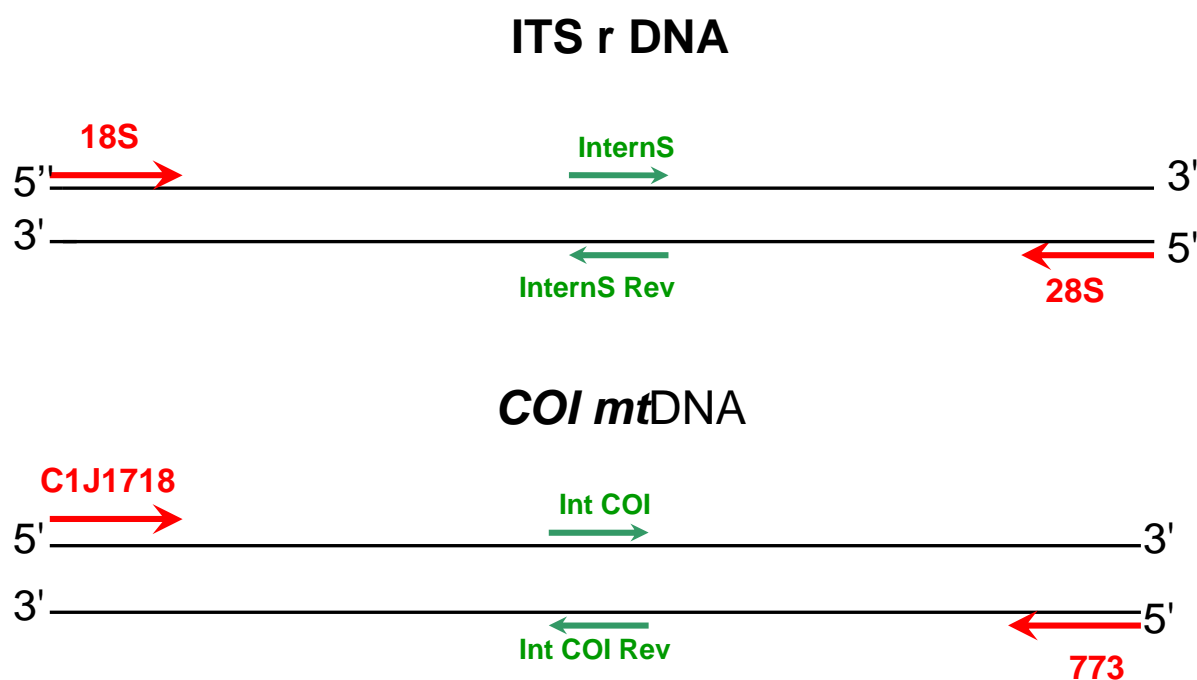 ITS r DNA
18S
InternS
5'' 3'
3' 5'
InternS Rev
28S
COI mtDNA
C1J1718
Int COI
5' 3'
3' 5'
Int COI Rev
773